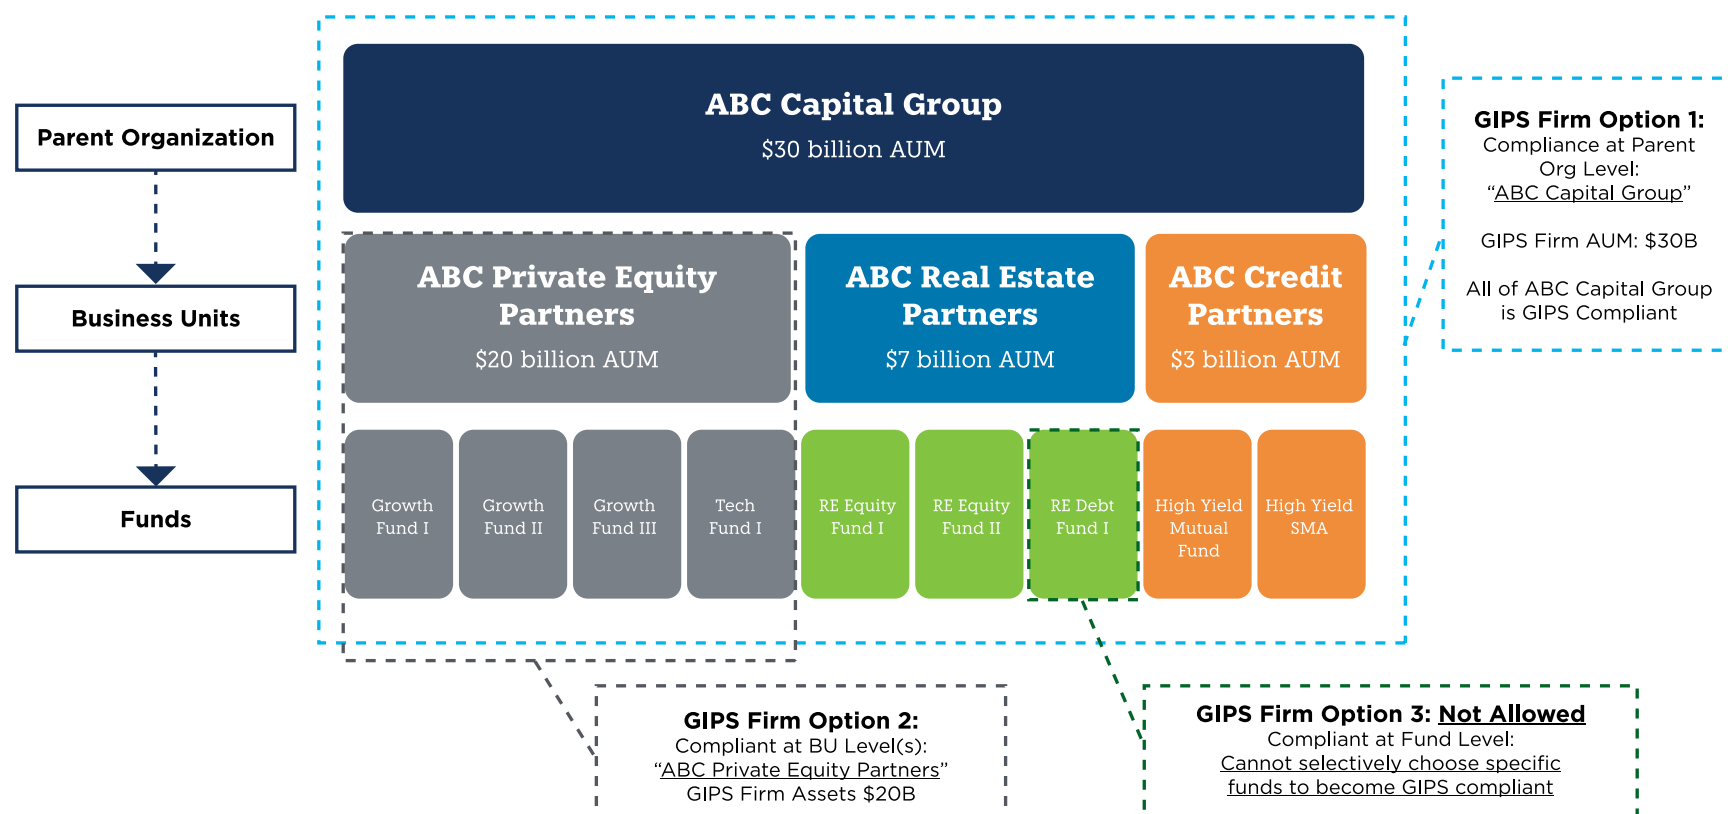 Parent Organization
Business Units
Funds
ABC Capital Group
$30 billion AUM
ABC Private Equity
Partners
$20 billion AUM
ABC Real Estate
Partners
$7 billion AUM
ABC Credit
Partners
$3 billion AUM
Growth
Fund I
Growth
Fund II
Growth
Fund III
Tech
Fund I
RE Equity
Fund I
RE Equity
Fund II
RE Debt
Fund I
High Yield
Mutual
Fund
High Yield
SMA
GIPS Firm Option 1:
Compliance at Parent
Org Level:
“ABC Capital Group”
GIPS Firm AUM: $30B
All of ABC Capital Group
is GIPS Compliant
GIPS Firm Option 2:
Compliant at BU Level(s):
“ABC Private Equity Partners”
GIPS Firm Assets $20B
GIPS Firm Option 3: Not Allowed
Compliant at Fund Level:
Cannot selectively choose specific
funds to become GIPS compliant